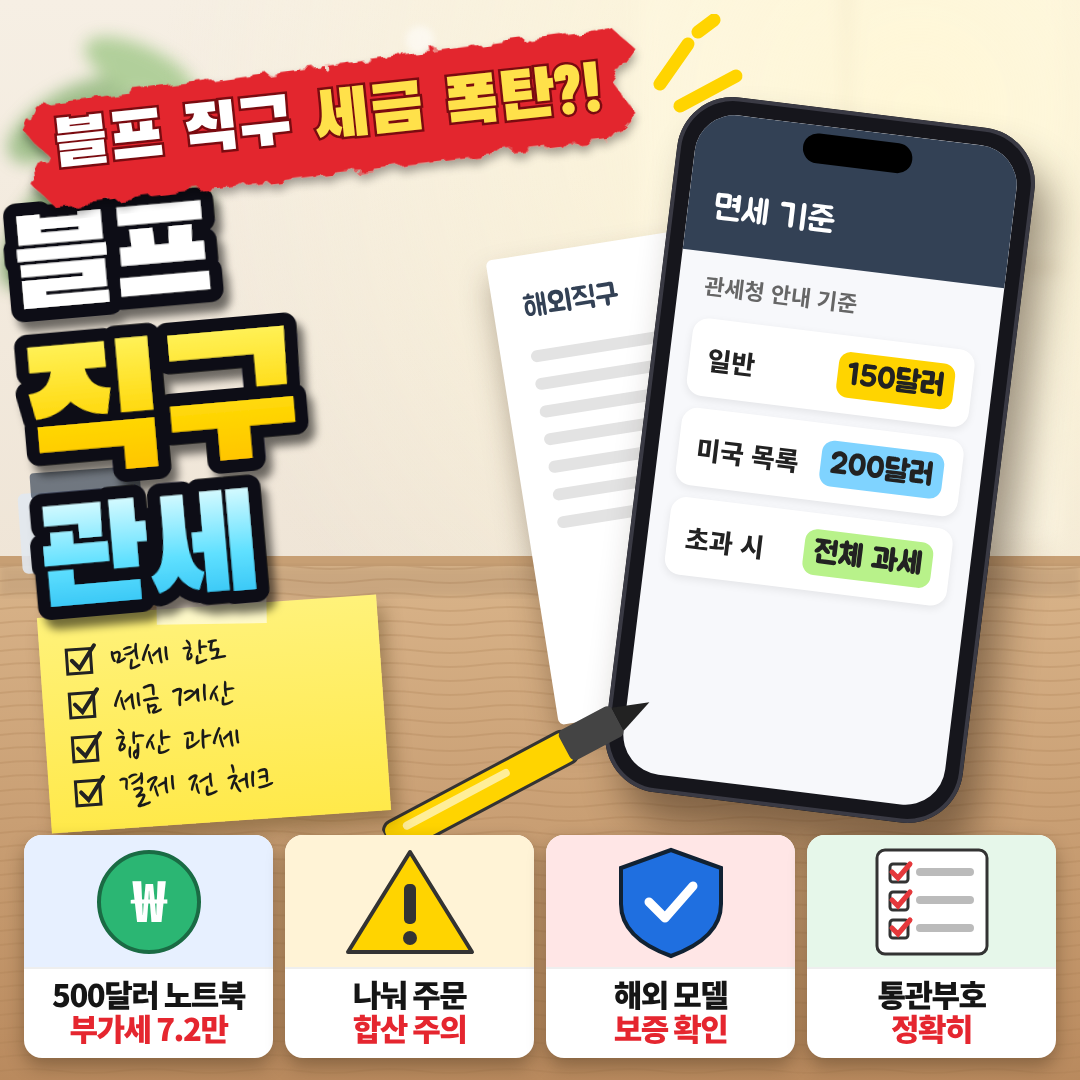 블프 직구 세금 폭탄?!
블프
직구
관세
해외직구
면세 기준
관세청 안내 기준
일반 150달러
미국 목록 200달러
초과 시 전체 과세
면세 한도
세금 계산
합산 과세
결제 전 체크
₩
500달러 노트북
부가세 7.2만
나눠 주문
합산 주의
해외 모델
보증 확인
통관부호
정확히